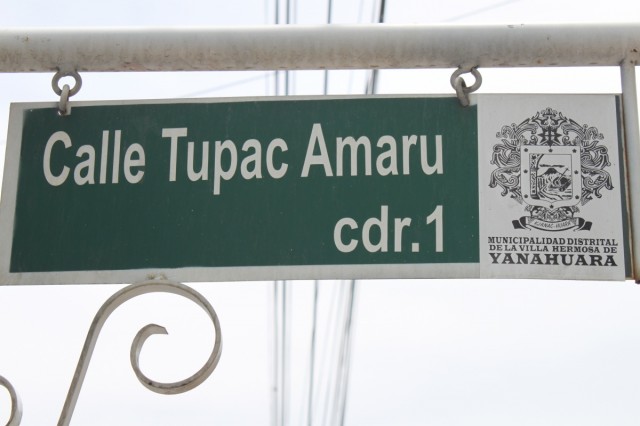 Calle Tupac Amaru
cdr.1
MUNICIPALIDAD DISTRITAL
DE LA VILLA HERMOSA DE
YANAHUARA